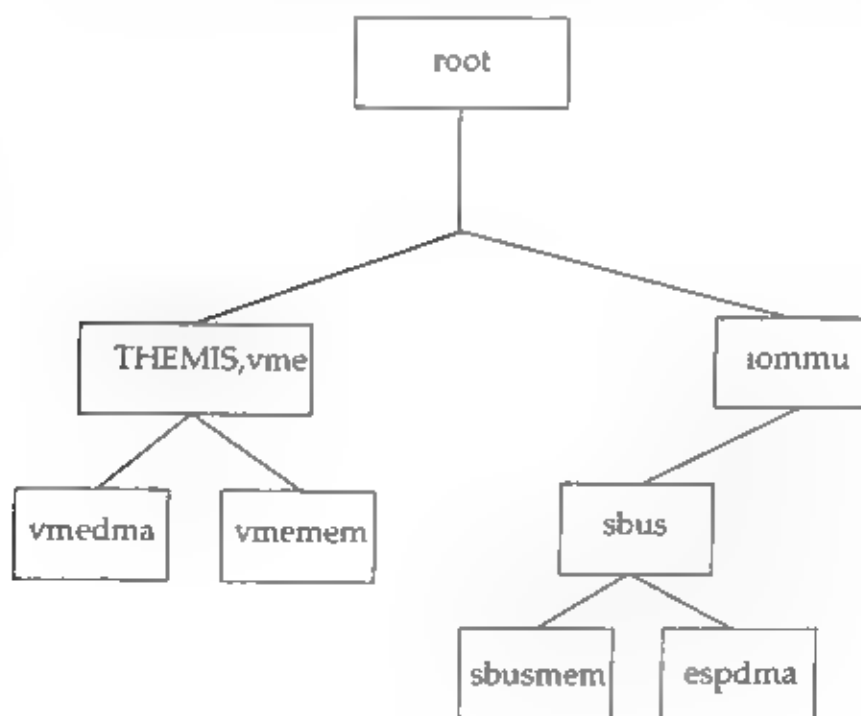 root
THEMIS,vme
iommu
vmedma
vmemem
sbus
sbusmem
espdma